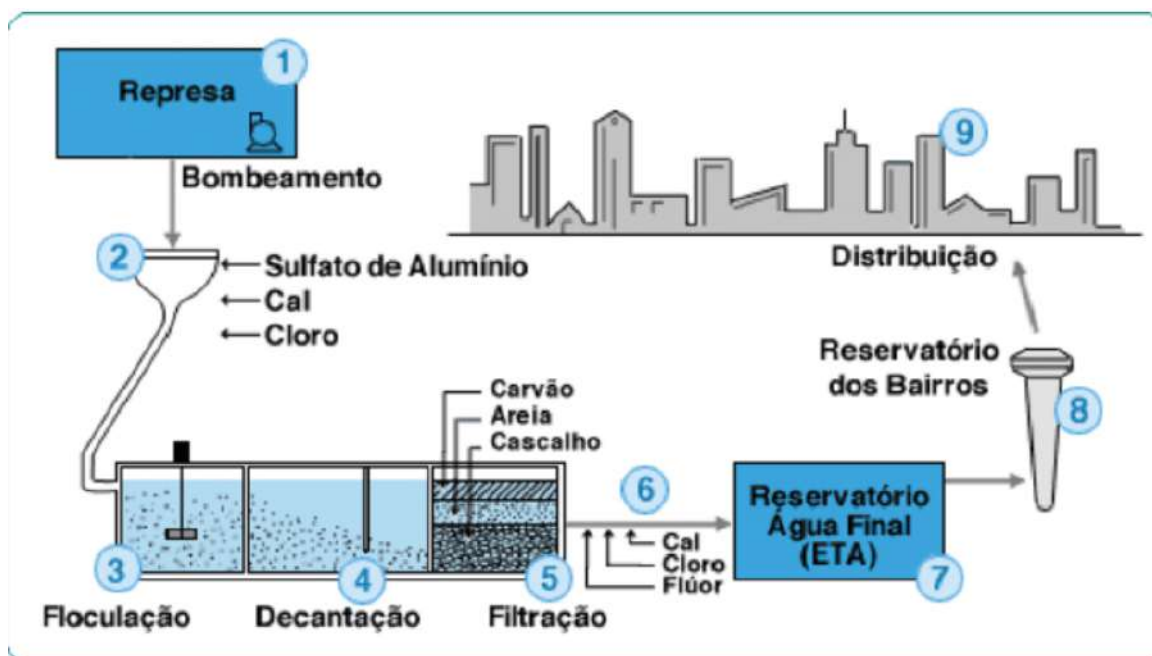 1
Represa
Bombeamento
2
Sulfato de Alumínio
Cal
Cloro
9
Distribuição
Reservatório
dos Bairros
8
Carvão
Areia
Cascalho
3
Floculação
4
Decantação
5
Filtração
6
Cal
Cloro
Flúor
Reservatório
Água Final
(ETA)
7